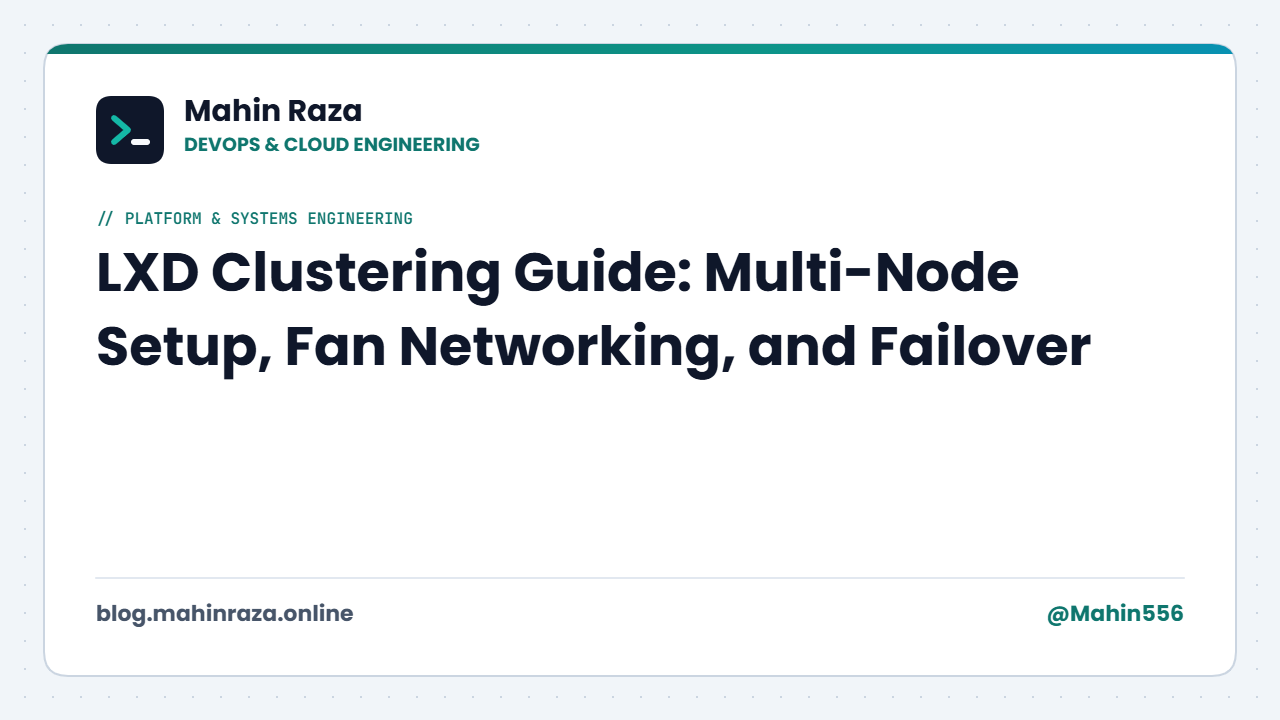 Mahin Raza
DEVOPS & CLOUD ENGINEERING
// PLATFORM & SYSTEMS ENGINEERING
LXD Clustering Guide: Multi-Node
Setup, Fan Networking, and Failover
blog.mahinraza.online
@Mahin556